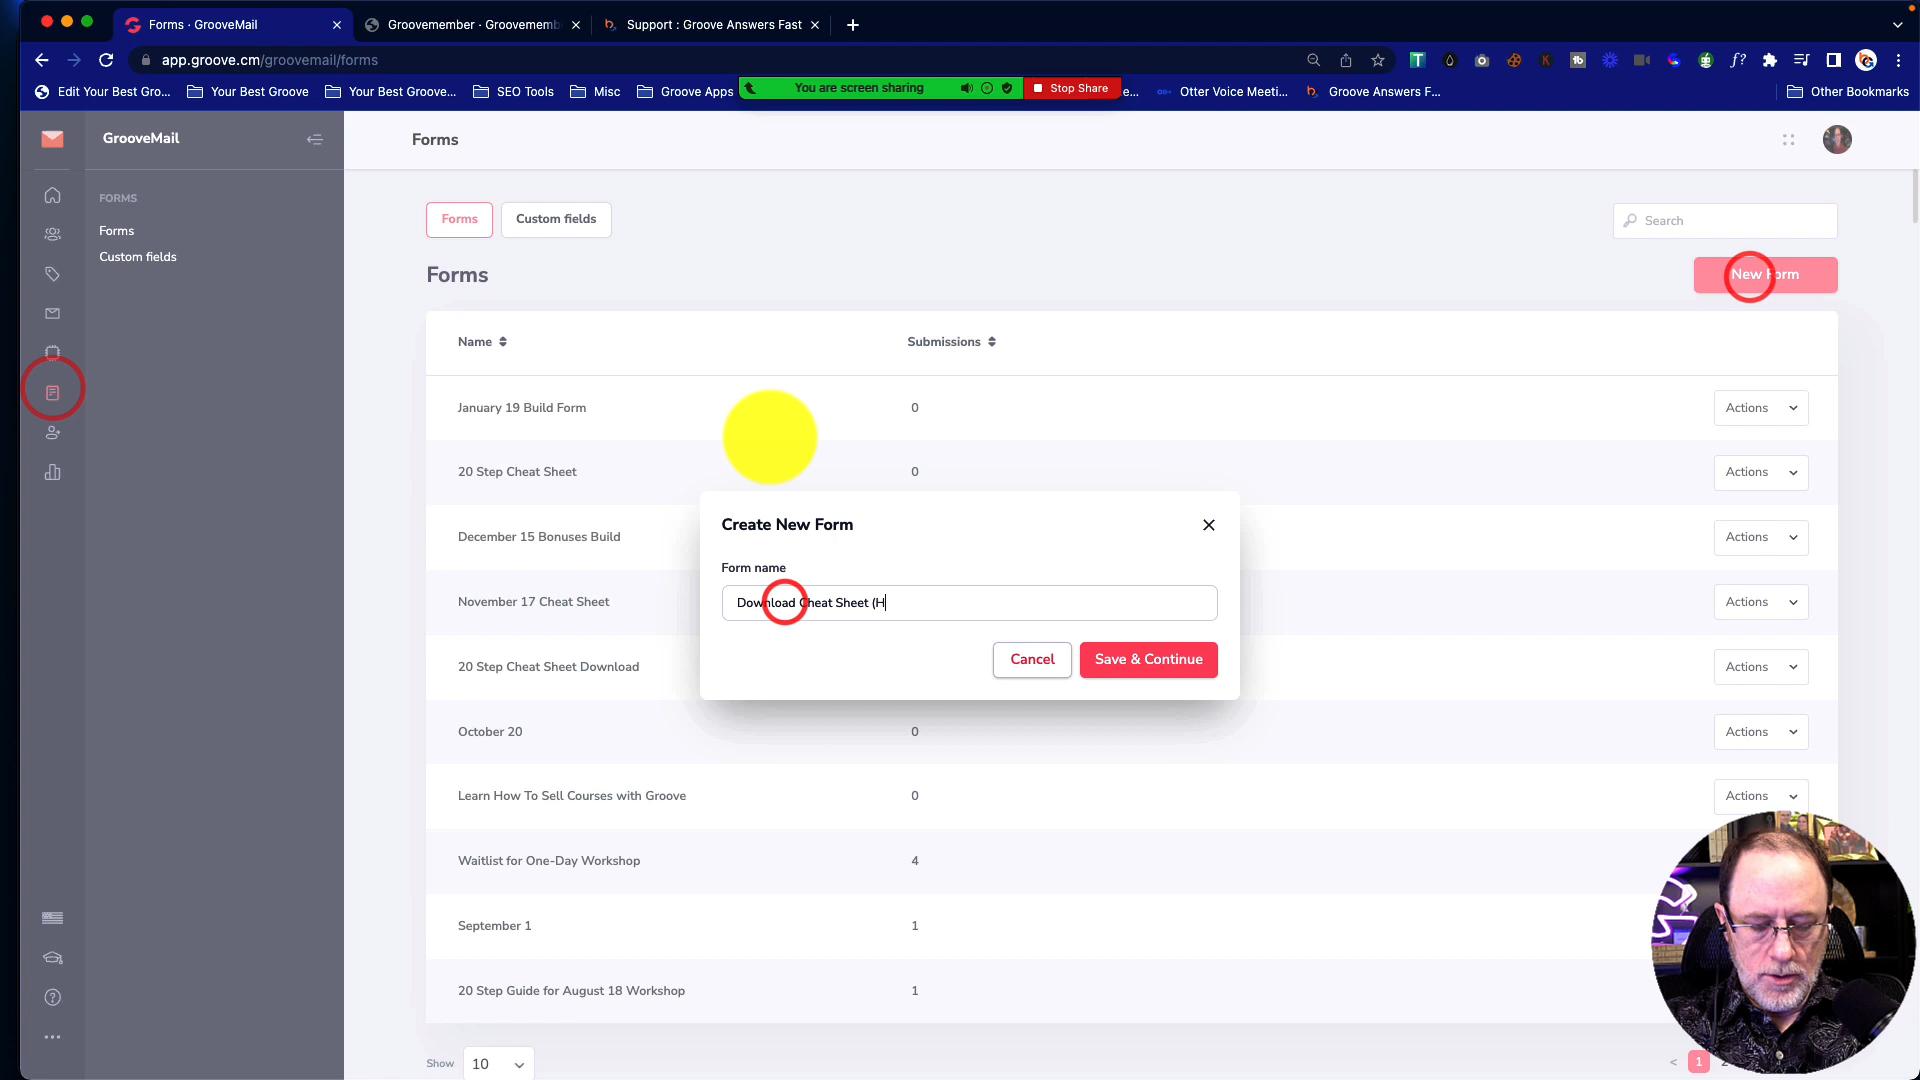 Forms · GrooveMail
Groovemember · Groovememb
Support : Groove Answers Fast
app.groove.cm/groovemail/forms
Edit Your Best Gro...
Your Best Groove
Your Best Groove...
SEO Tools
Misc
Groove Apps
You are screen sharing
Stop Share
e...
Otter Voice Meeti...
Groove Answers F...
Other Bookmarks
GrooveMail
Forms
FORMS
Forms
Custom fields
Forms
Custom fields
Search
Forms
New Form
Name
Submissions
January 19 Build Form
0
Actions
20 Step Cheat Sheet
0
Actions
December 15 Bonuses Build
Actions
November 17 Cheat Sheet
Actions
20 Step Cheat Sheet Download
Actions
Create New Form
Form name
Download Cheat Sheet (H
Cancel
Save & Continue
October 20
0
Actions
Learn How To Sell Courses with Groove
0
Actions
Waitlist for One-Day Workshop
4
September 1
1
20 Step Guide for August 18 Workshop
1
Show
10
<
1